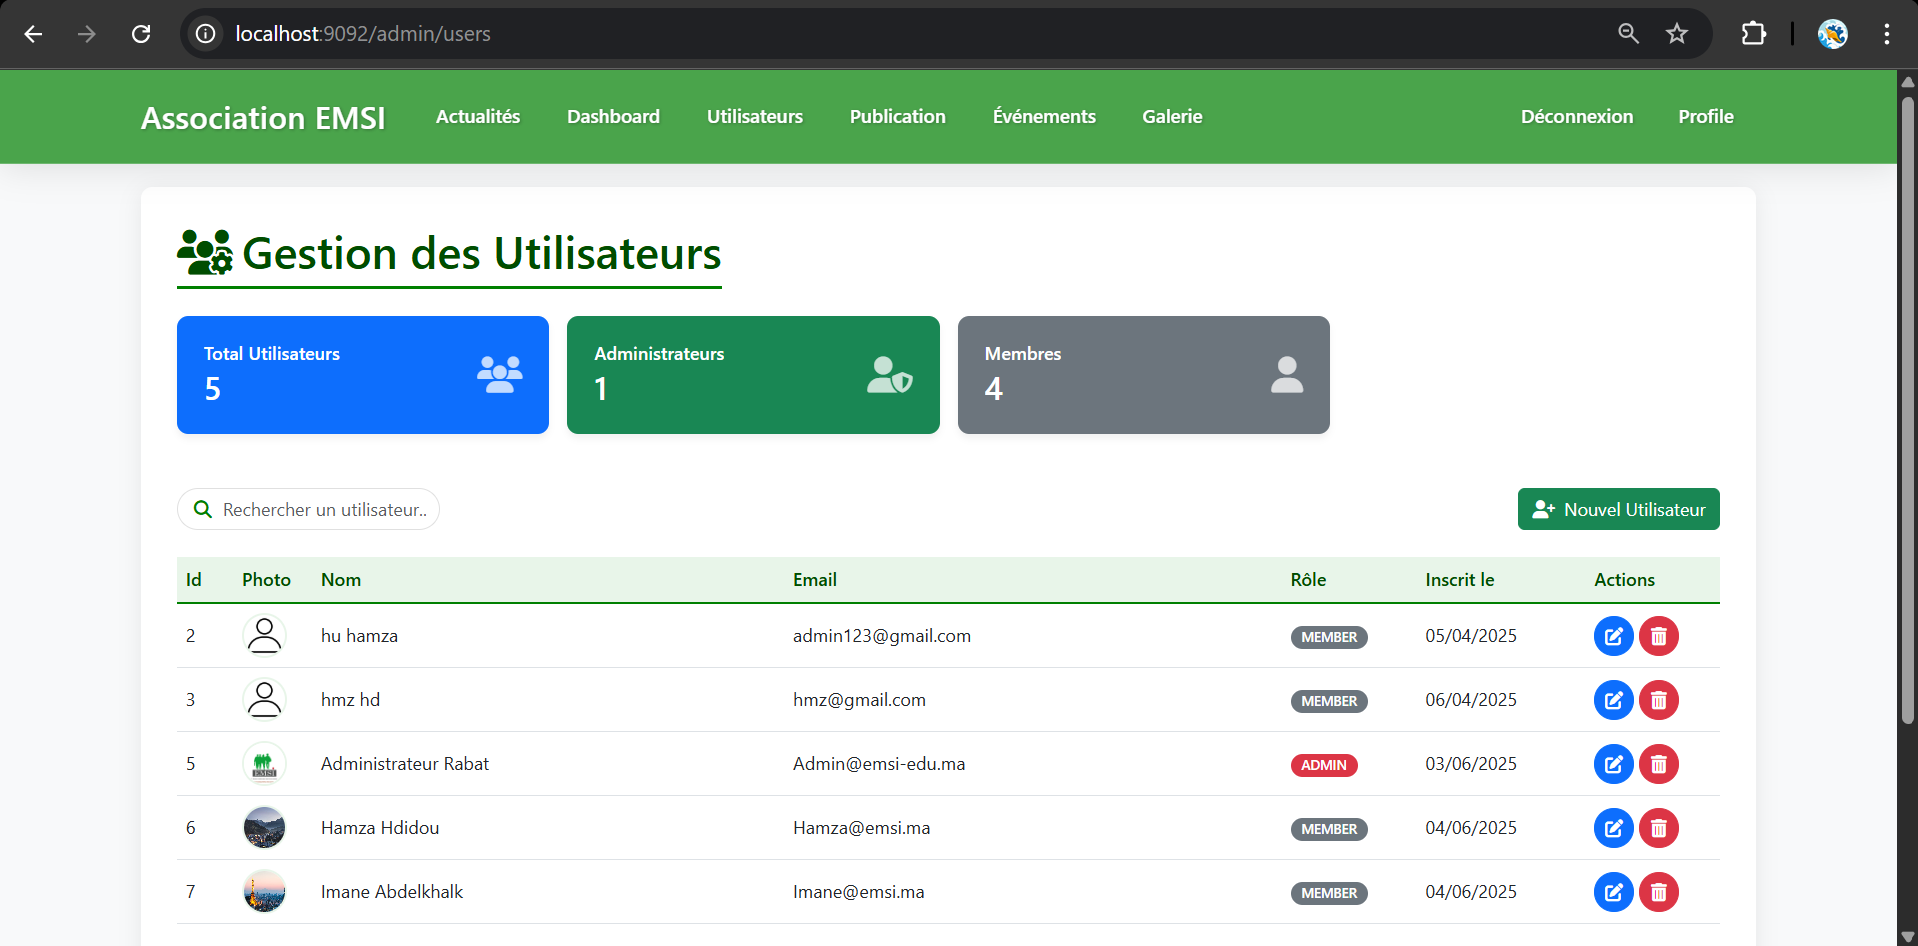 localhost:9092/admin/users
Association EMSI Actualités Dashboard Utilisateurs Publication Événements Galerie Déconnexion Profile
Gestion des Utilisateurs
Total Utilisateurs
5
Administrateurs
1
Membres
4
Rechercher un utilisateur..
Nouvel Utilisateur
Id Photo Nom Email Rôle Inscrit le Actions
2 hu hamza admin123@gmail.com MEMBER 05/04/2025
3 hmz hd hmz@gmail.com MEMBER 06/04/2025
5 EMSI Administrateur Rabat Admin@emsi-edu.ma ADMIN 03/06/2025
6 Hamza Hdidou Hamza@emsi.ma MEMBER 04/06/2025
7 Imane Abdelkhalk Imane@emsi.ma MEMBER 04/06/2025